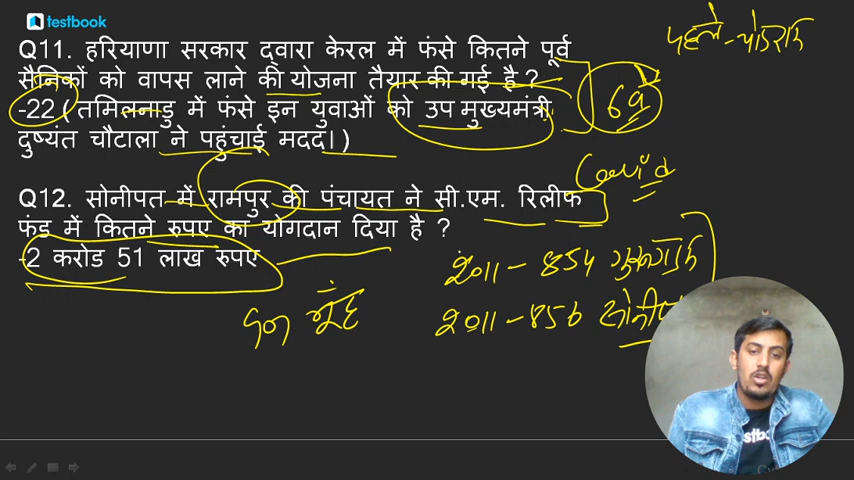 testbook
Q11. हरियाणा सरकार द्वारा केरल में फंसे कितने पूर्व
सैनिकों को वापस लाने की योजना तैयार की गई है ?
-22 ( तमिलनाडु में फंसे इन युवाओं को उप मुख्यमंत्री
दुष्यंत चौटाला ने पहुंचाई मदद।)
Q12. सोनीपत में रामपुर की पंचायत ने सी.एम. रिलीफ
फंड में कितने रुपए का योगदान दिया है ?
-2 करोड 51 लाख रुपए
पहले -
69
Covid
2011 - 854
2011 - 856